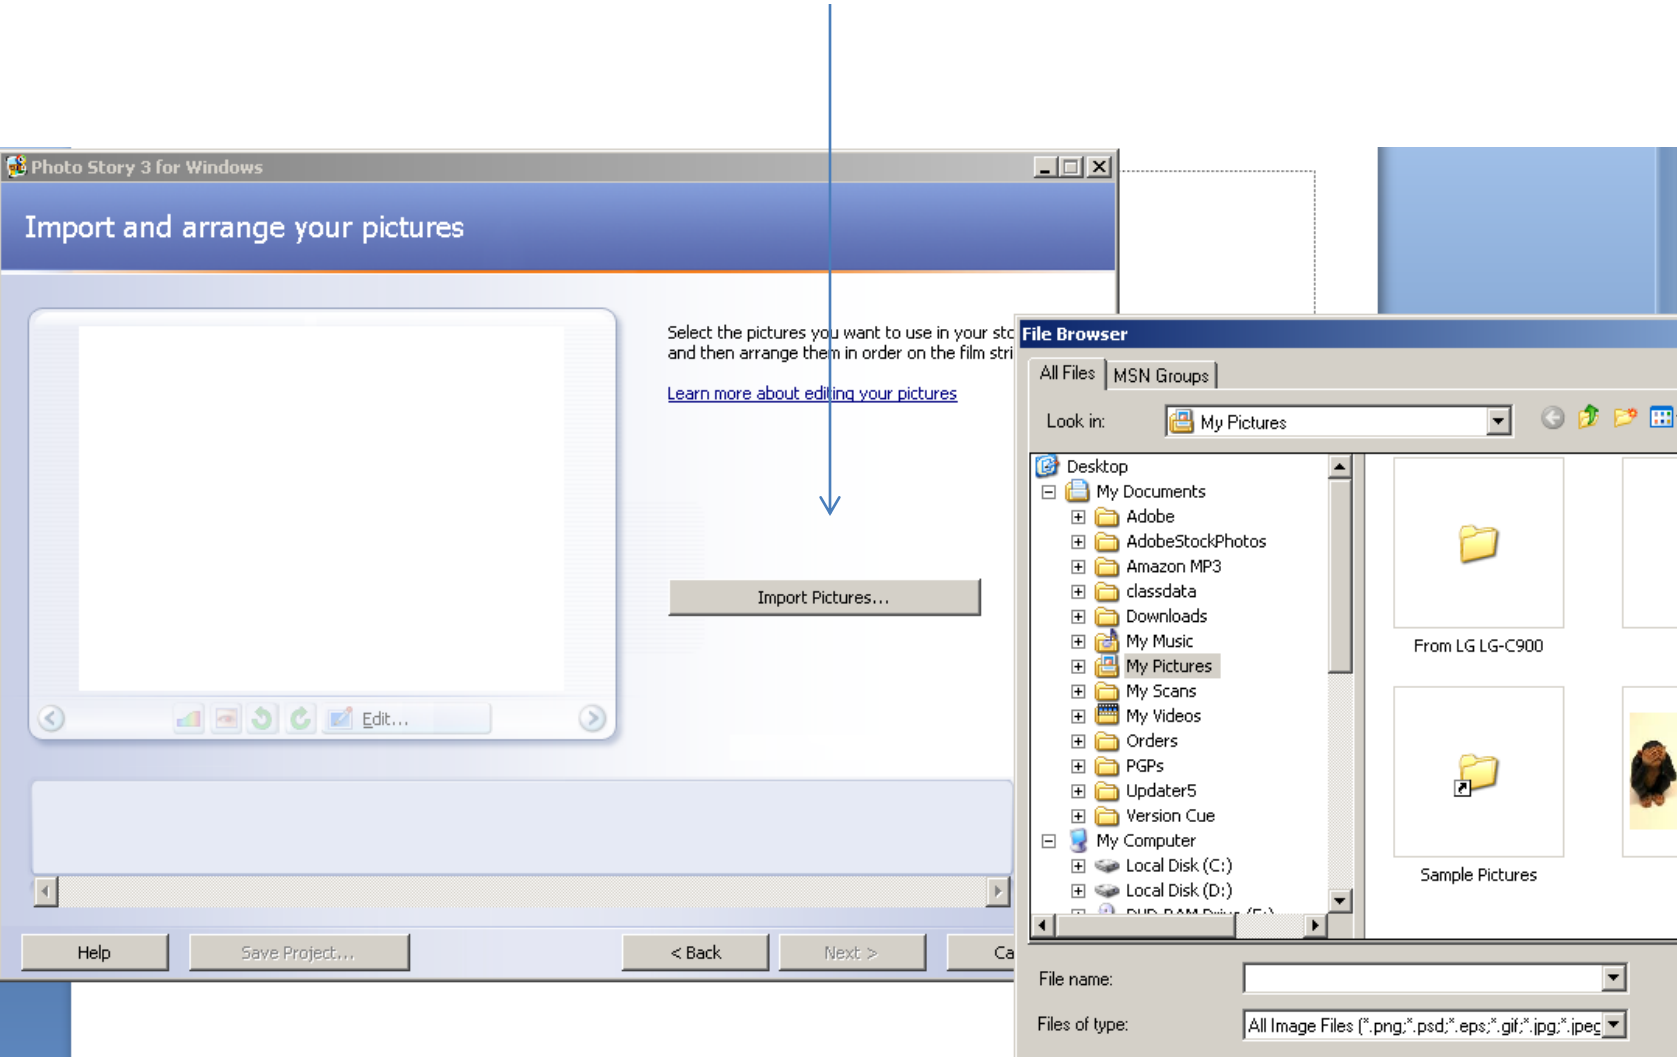 Photo Story 3 for Windows
Import and arrange your pictures
Select the pictures you want to use in your
and then arrange them in order on the film
Learn more about editing your pictures
Import Pictures...
Edit...
Help
Save Project...
< Back
Next >
File Browser
All Files
MSN Groups
Look in:
My Pictures
Desktop
My Documents
Adobe
AdobeStockPhotos
Amazon MP3
classdata
Downloads
My Music
My Pictures
My Scans
My Videos
Orders
PGPs
Updater5
Version Cue
My Computer
Local Disk (C:)
Local Disk (D:)
From LG LG-C900
Sample Pictures
File name:
Files of type:
All Image Files (*.png;*.psd;*.eps;*.gif;*.jpg;*.jpeg